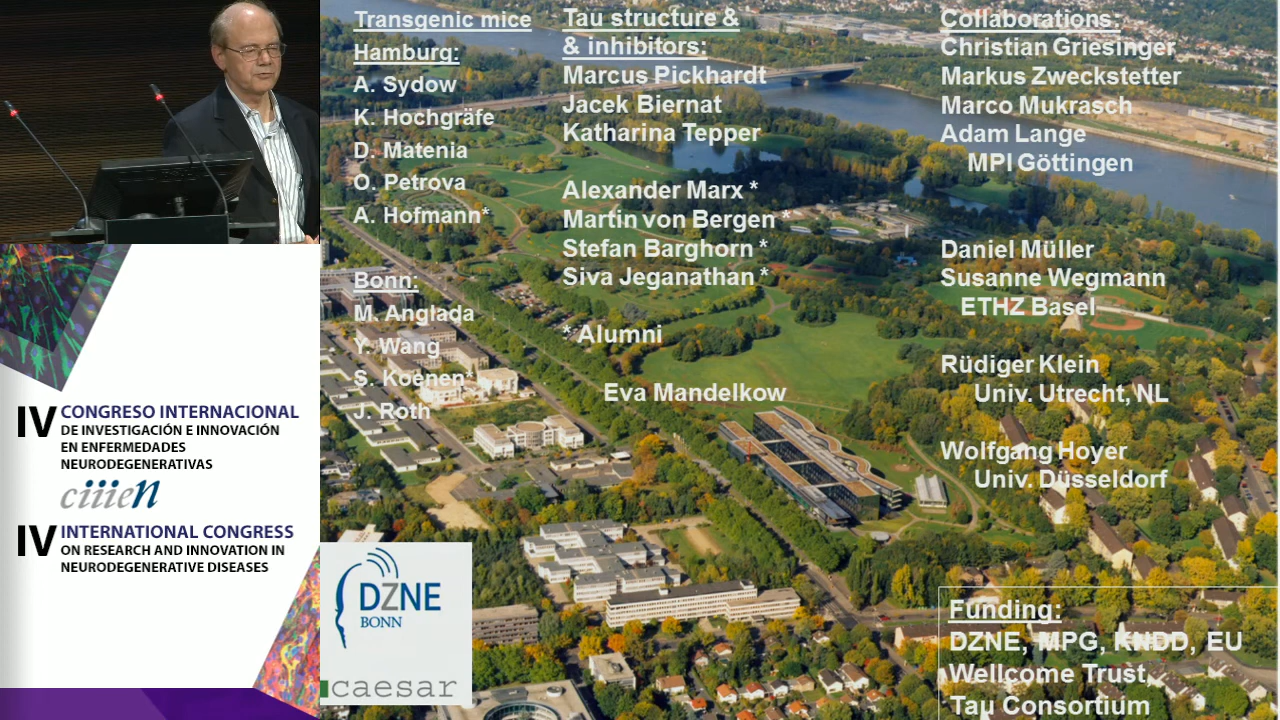 IV CONGRESO INTERNACIONAL
DE INVESTIGACIÓN E INNOVACIÓN
EN ENFERMEDADES
NEURODEGENERATIVAS
ciiien
IV INTERNATIONAL CONGRESS
ON RESEARCH AND INNOVATION IN
NEURODEGENERATIVE DISEASES
Transgenic mice
Hamburg:
A. Sydow
K. Hochgräfe
D. Matenia
O. Petrova
A. Hofmann*
Bonn:
M. Anglada
Y. Wang
S. Koenen*
J. Roth
Tau structure &
& inhibitors:
Marcus Pickhardt
Jacek Biernat
Katharina Tepper
Alexander Marx *
Martin von Bergen *
Stefan Barghorn *
Siva Jeganathan *
* Alumni
Eva Mandelkow
Collaborations:
Christian Griesinger
Markus Zweckstetter
Marco Mukrasch
Adam Lange
MPI Göttingen
Daniel Müller
Susanne Wegmann
ETHZ Basel
Rüdiger Klein
Univ. Utrecht, NL
Wolfgang Hoyer
Univ. Düsseldorf
Funding:
DZNE, MPG, KNDD, EU
Wellcome Trust,
Tau Consortium
DZNE
BONN
caesar